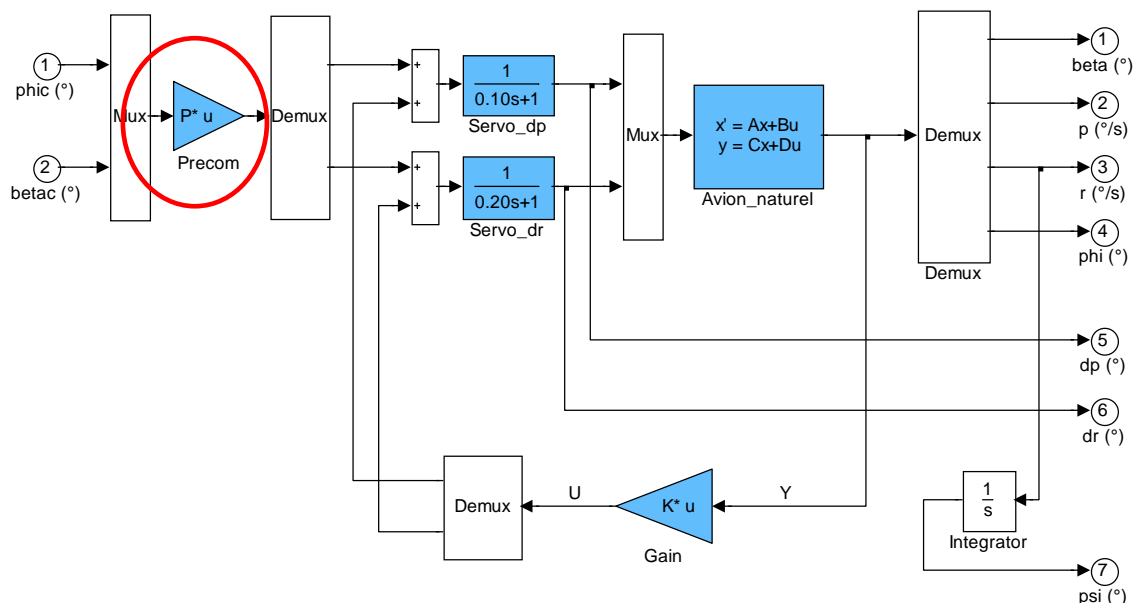 1
phic (°)
2
betac (°)
Mux
P* u
Precom
Demux
+
+
1
0.10s+1
Servo_dp
+
+
1
0.20s+1
Servo_dr
Mux
x' = Ax+Bu
y = Cx+Du
Avion_naturel
Demux
Demux
1
beta (°)
2
p (°/s)
3
r (°/s)
4
phi (°)
5
dp (°)
6
dr (°)
Demux
U
K* u
Gain
Y
1
s
Integrator
7
psi (°)